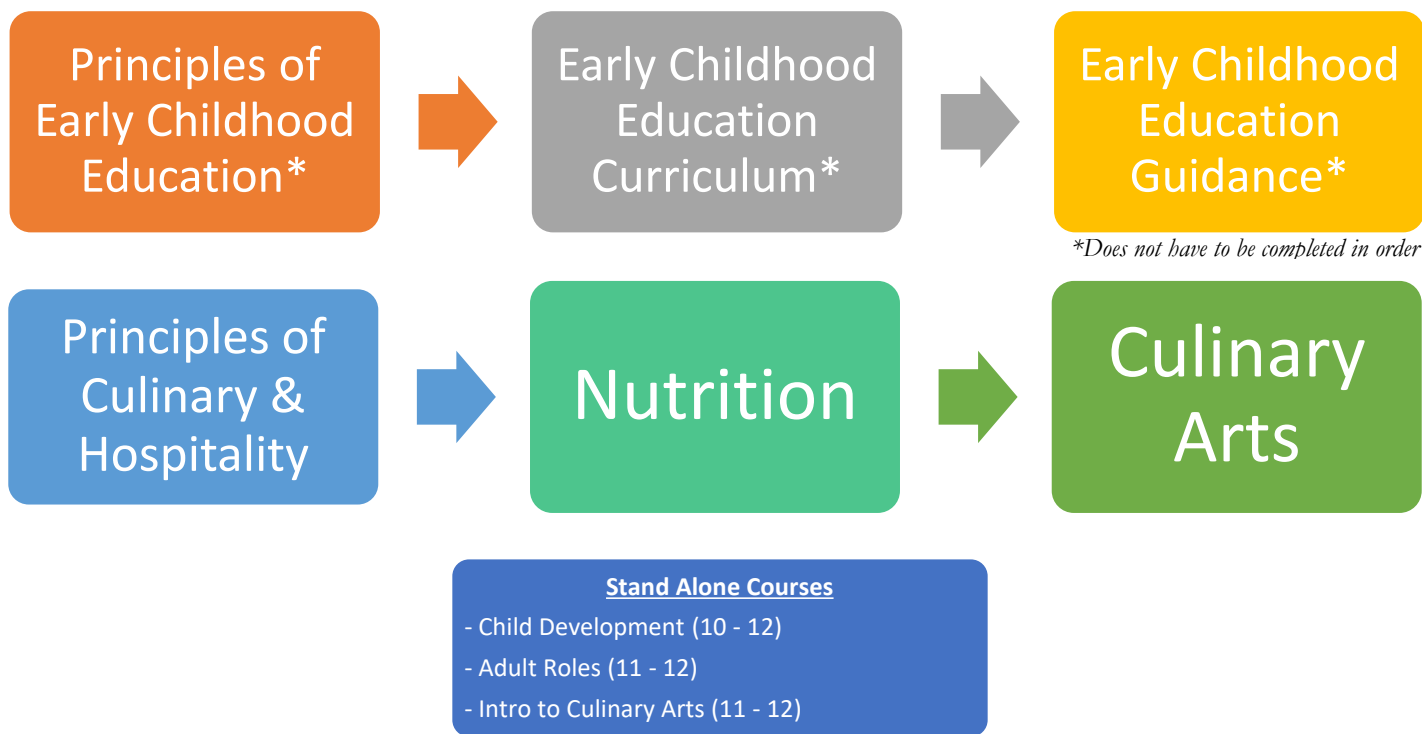 Principles of
Early Childhood
Education*
Early Childhood
Education
Curriculum*
Early Childhood
Education
Guidance*
*Does not have to be completed in order
Principles of
Culinary &
Hospitality
Nutrition
Culinary
Arts
Stand Alone Courses
- Child Development (10 - 12)
- Adult Roles (11 - 12)
- Intro to Culinary Arts (11 - 12)